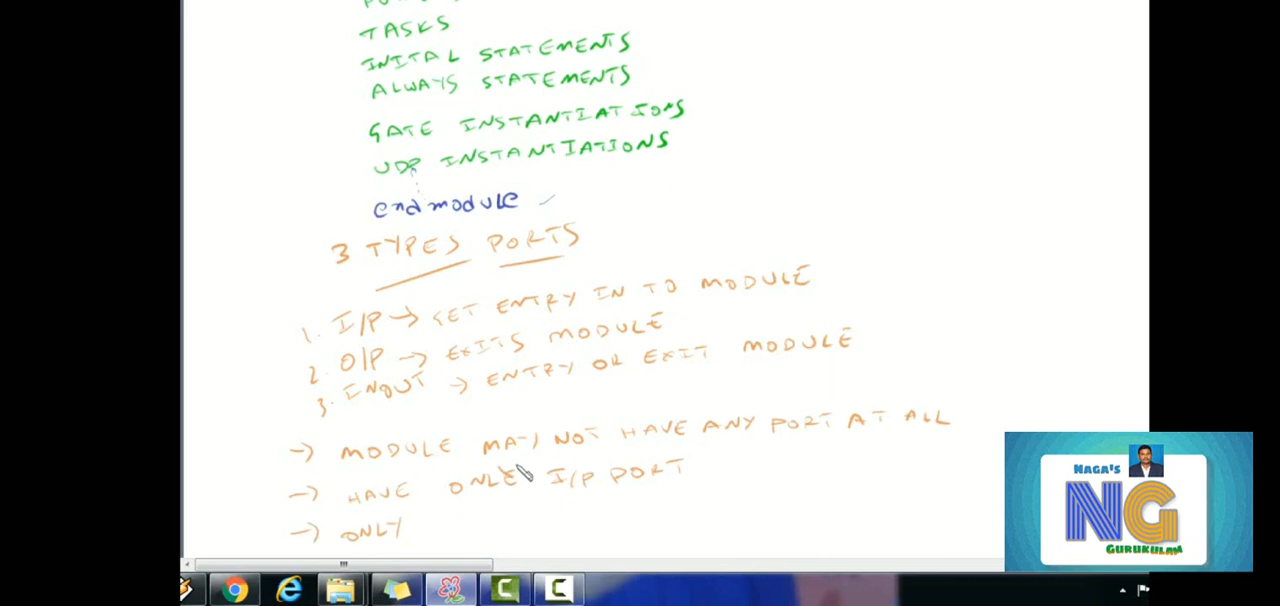 TASKS
INITAL STATEMENTS
ALWAYS STATEMENTS
GATE INSTANTIATIONS
UDP INSTANTIATIONS
endmodule
3 TYPES PORTS
1. I/P → GET ENTRY IN TO MODULE
2. O/P → EXITS MODULE
3. INOUT → ENTRY OR EXIT MODULE
→ MODULE MAY NOT HAVE ANY PORT AT ALL
→ HAVE ONLY I/P PORT
→ ONLY
NAGA'S
NG
GURUKULAM